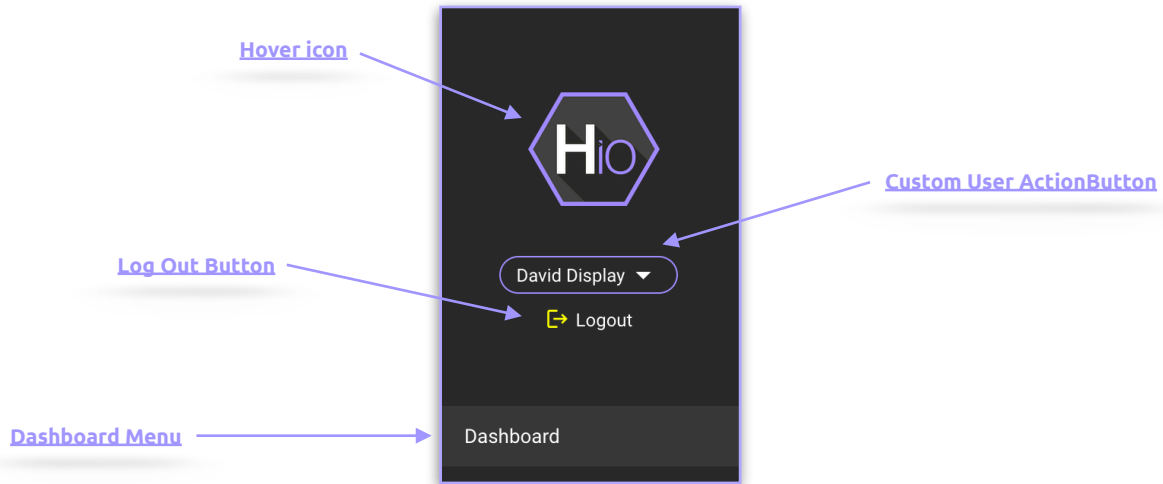 Hover icon
Hio
Custom User ActionButton
Log Out Button
David Display
Logout
Dashboard Menu
Dashboard